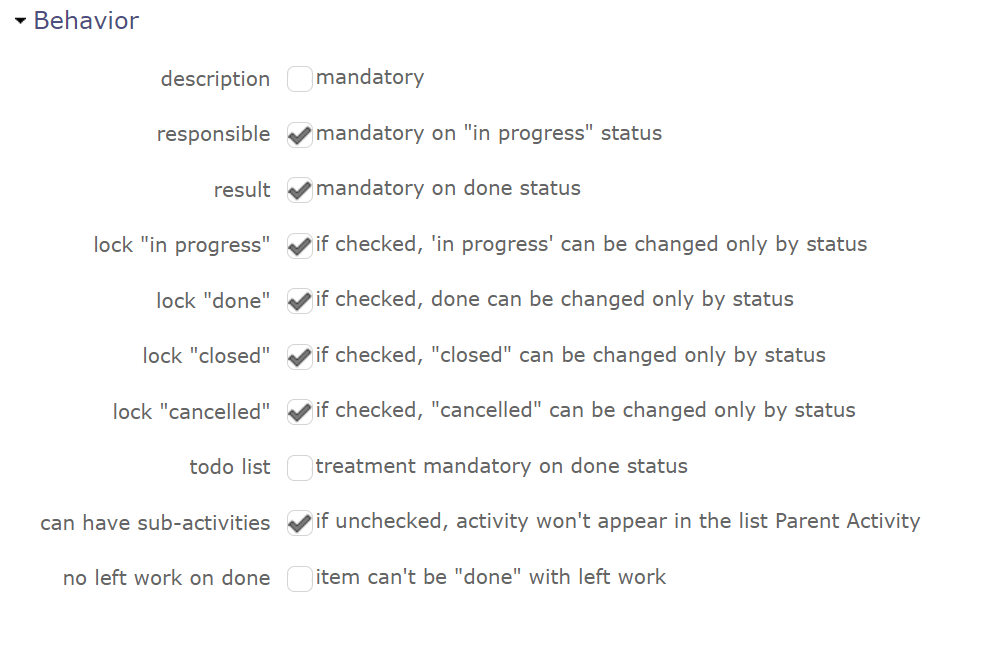 Behavior
description mandatory
responsible mandatory on "in progress" status
result mandatory on done status
lock "in progress" if checked, 'in progress' can be changed only by status
lock "done" if checked, done can be changed only by status
lock "closed" if checked, "closed" can be changed only by status
lock "cancelled" if checked, "cancelled" can be changed only by status
todo list treatment mandatory on done status
can have sub-activities if unchecked, activity won't appear in the list Parent Activity
no left work on done item can't be "done" with left work